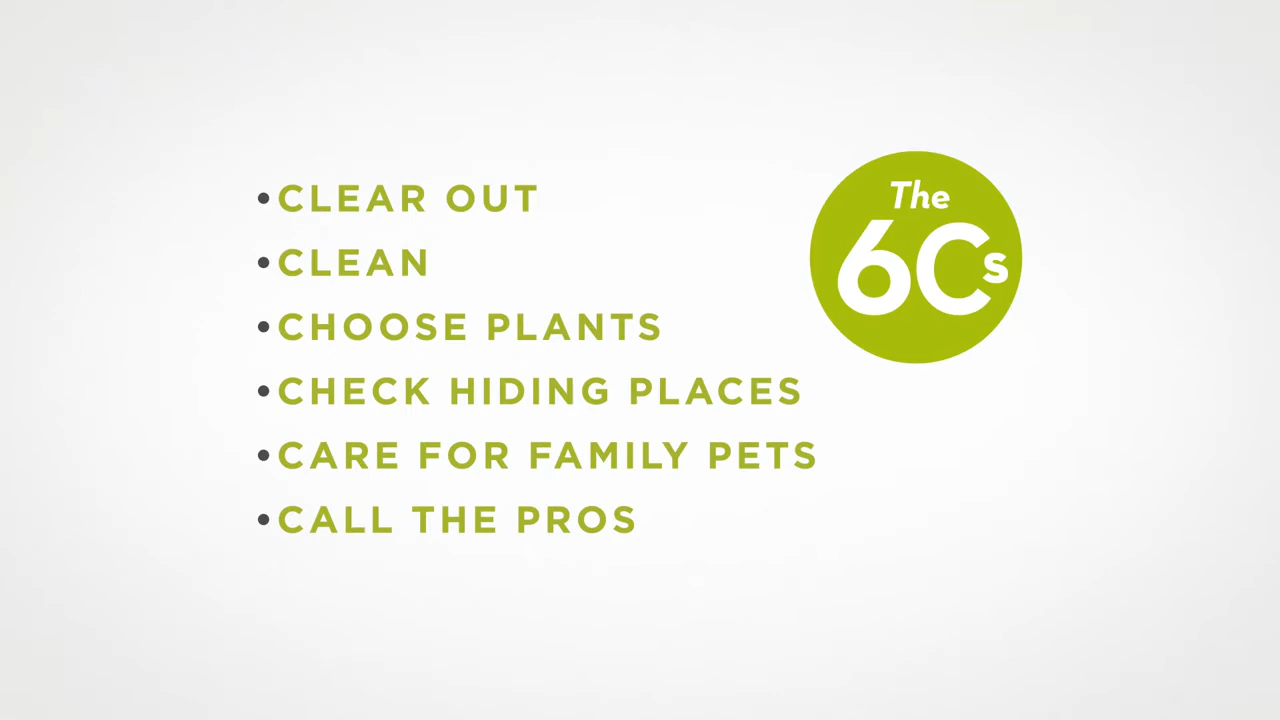 • CLEAR OUT
• CLEAN
• CHOOSE PLANTS
• CHECK HIDING PLACES
• CARE FOR FAMILY PETS
• CALL THE PROS
The
6Cs